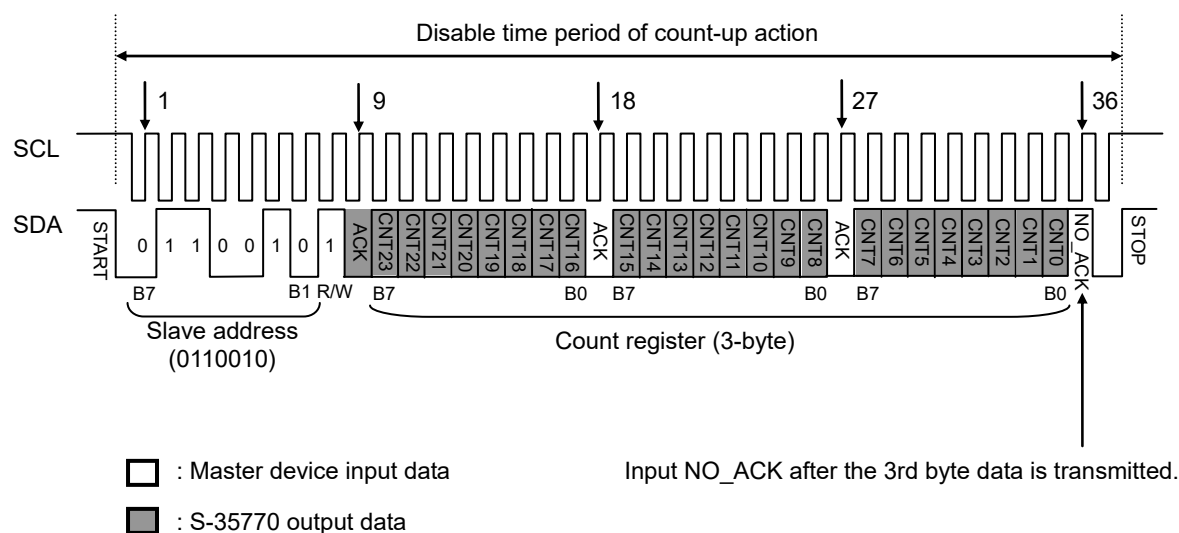 Disable time period of count-up action
1 9 18 27 36
SCL
SDA
START 0 1 1 0 0 1 0 1 ACK CNT23 CNT22 CNT21 CNT20 CNT19 CNT18 CNT17 CNT16 ACK CNT15 CNT14 CNT13 CNT12 CNT11 CNT10 CNT9 CNT8 ACK CNT7 CNT6 CNT5 CNT4 CNT3 CNT2 CNT1 CNT0 NO_ACK STOP
B7 B1 R/W B7 B0 B7 B0 B7 B0
Slave address
(0110010)
Count register (3-byte)
: Master device input data
Input NO_ACK after the 3rd byte data is transmitted.
: S-35770 output data